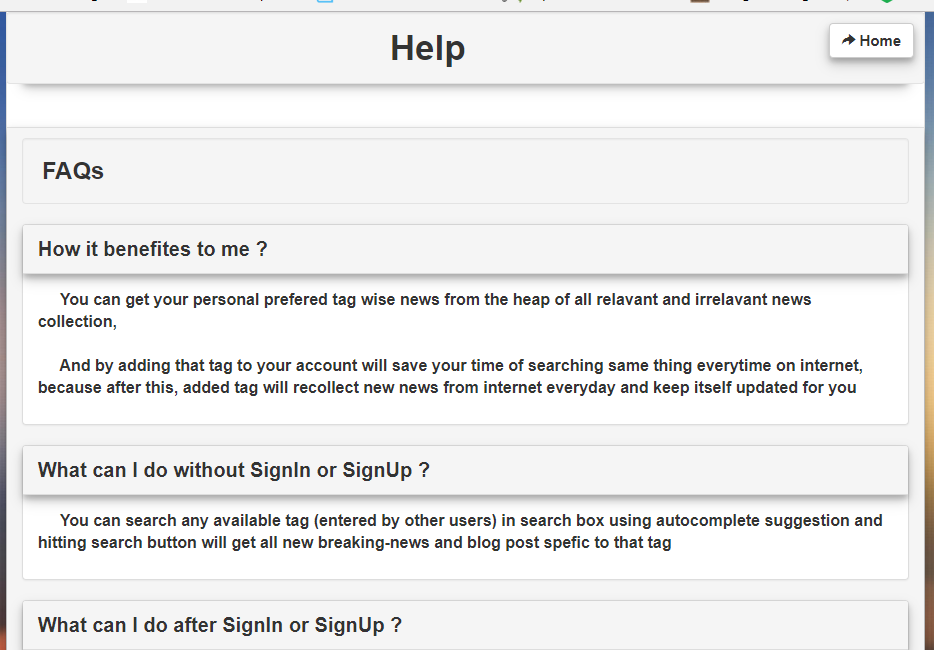 Help
Home
FAQs
How it benefites to me ?
You can get your personal prefered tag wise news from the heap of all relavant and irrelavant news
collection,
And by adding that tag to your account will save your time of searching same thing everytime on internet,
because after this, added tag will recollect new news from internet everyday and keep itself updated for you
What can I do without SignIn or SignUp ?
You can search any available tag (entered by other users) in search box using autocomplete suggestion and
hitting search button will get all new breaking-news and blog post spefic to that tag
What can I do after SignIn or SignUp ?